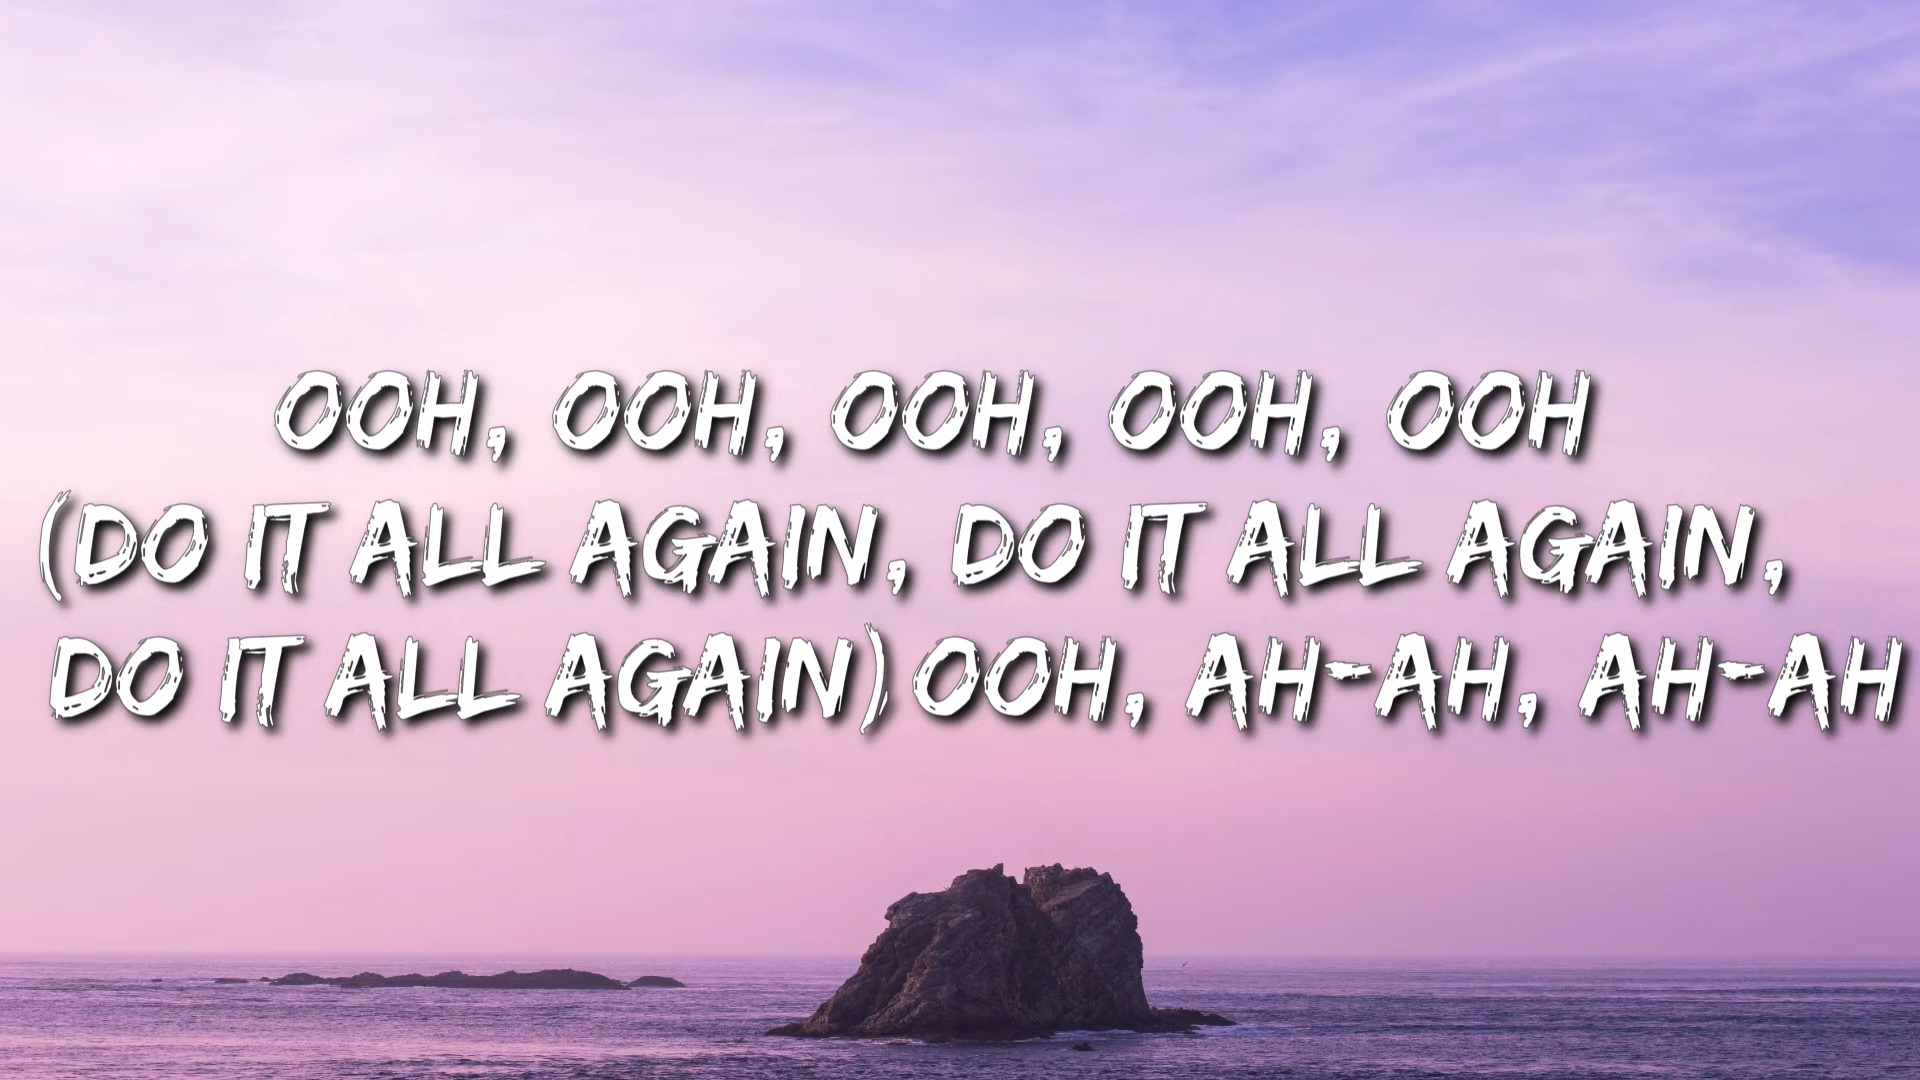 OOH, OOH, OOH, OOH, OOH
(DO IT ALL AGAIN, DO IT ALL AGAIN,
DO IT ALL AGAIN) OOH, AH-AH, AH-AH